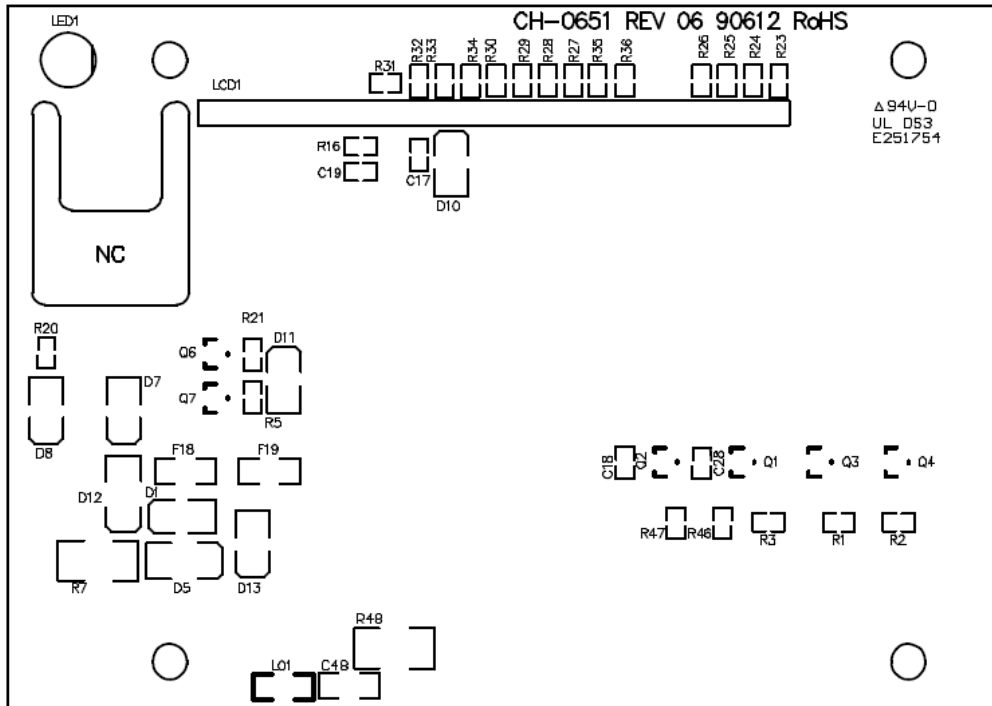 LED1
CH-0651 REV 06 90612 RoHS
R32
R33
R34
R30
R29
R28
R27
R35
R36
R26
R25
R24
R23
R31
LCD1
△94V-0
UL DS3
E251754
R16
C19
C17
D10
NC
R20
R21
D11
Q6
D7
Q7
R5
D8
F18
F19
D12
D1
C18
Q2
C28
Q1
Q3
Q4
R47
R46
R3
R1
R2
R7
D5
D13
R48
L01
C48